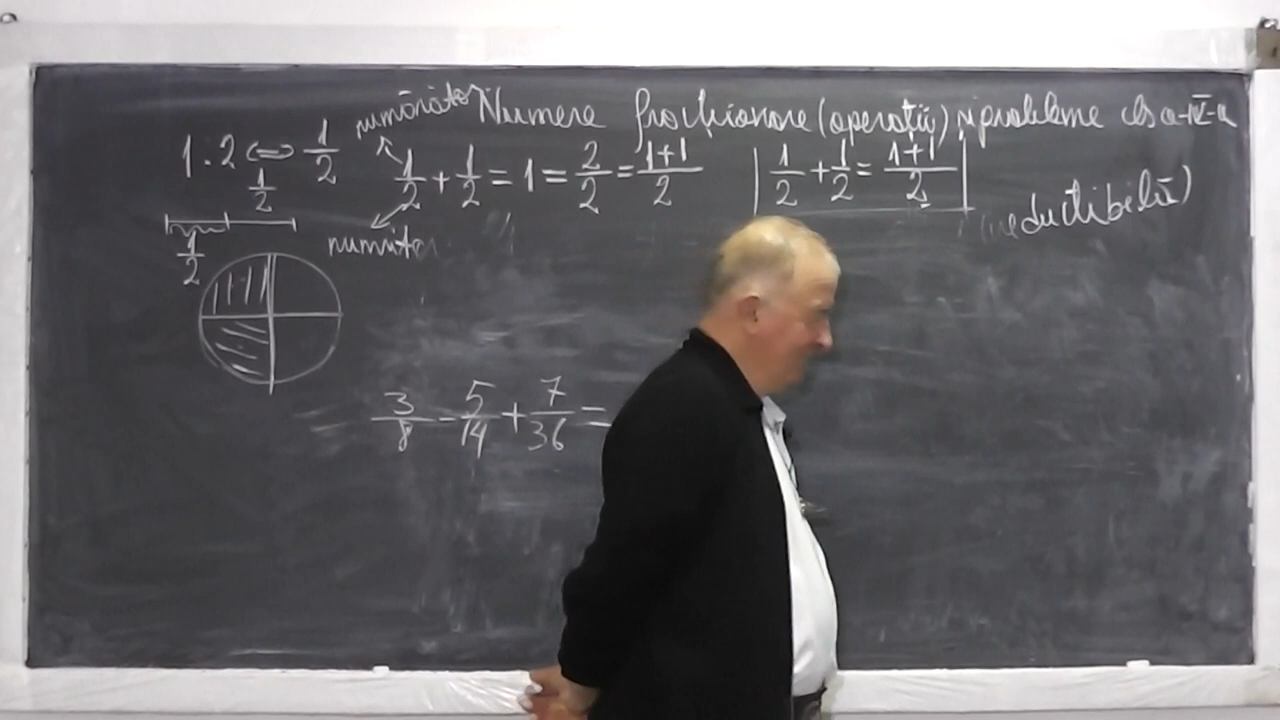 numărător Numere fracționare (operații) și probleme cls a-IV-a
1:2 ⇔ 1/2
1/2 + 1/2 = 1 = 2/2 = (1+1)/2
1/2 + 1/2 = (1+1)/2
1/2
1/2
numitor
(reductibilă)
3/8 - 5/14 + 7/36 =